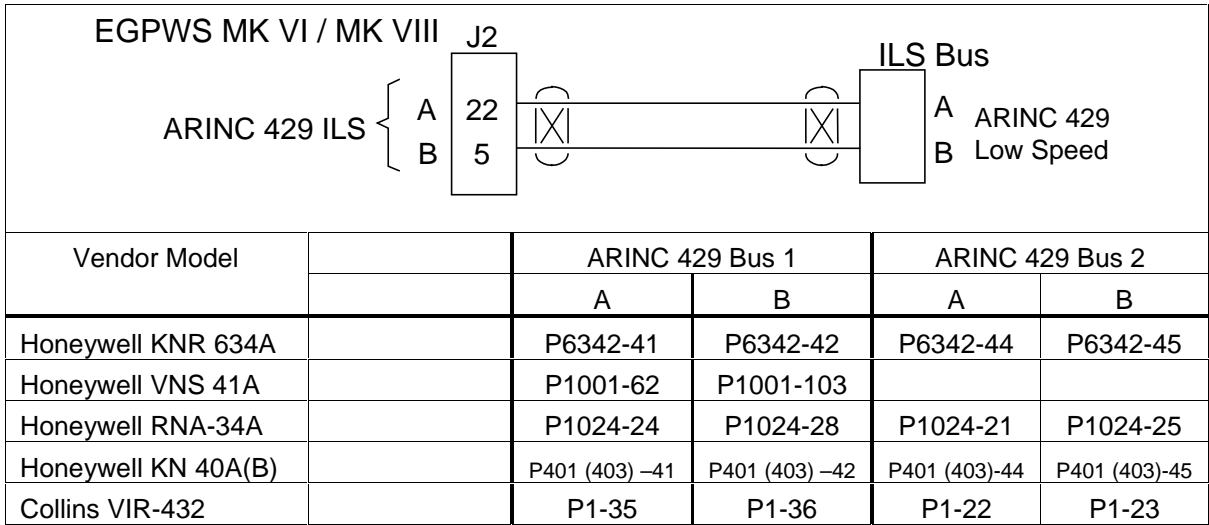 EGPWS MK VI / MK VIII J2
ILS Bus
ARINC 429 ILS
A 22
B 5
A
B
ARINC 429
Low Speed
Vendor Model ARINC 429 Bus 1 ARINC 429 Bus 2
A B A B
Honeywell KNR 634A P6342-41 P6342-42 P6342-44 P6342-45
Honeywell VNS 41A P1001-62 P1001-103
Honeywell RNA-34A P1024-24 P1024-28 P1024-21 P1024-25
Honeywell KN 40A(B) P401 (403) –41 P401 (403) –42 P401 (403)-44 P401 (403)-45
Collins VIR-432 P1-35 P1-36 P1-22 P1-23